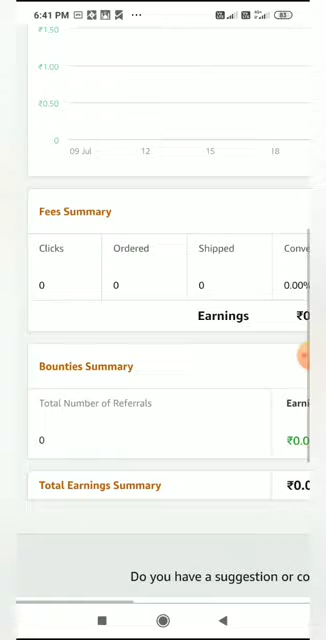 6:41 PM ... 83
₹1.50
₹1.00
₹0.50
0
09 Jul 12 15 18
Fees Summary
Clicks Ordered Shipped Conve
0 0 0 0.00%
Earnings ₹0
Bounties Summary
Total Number of Referrals Earni
0 ₹0.0
Total Earnings Summary ₹0.0
Do you have a suggestion or co